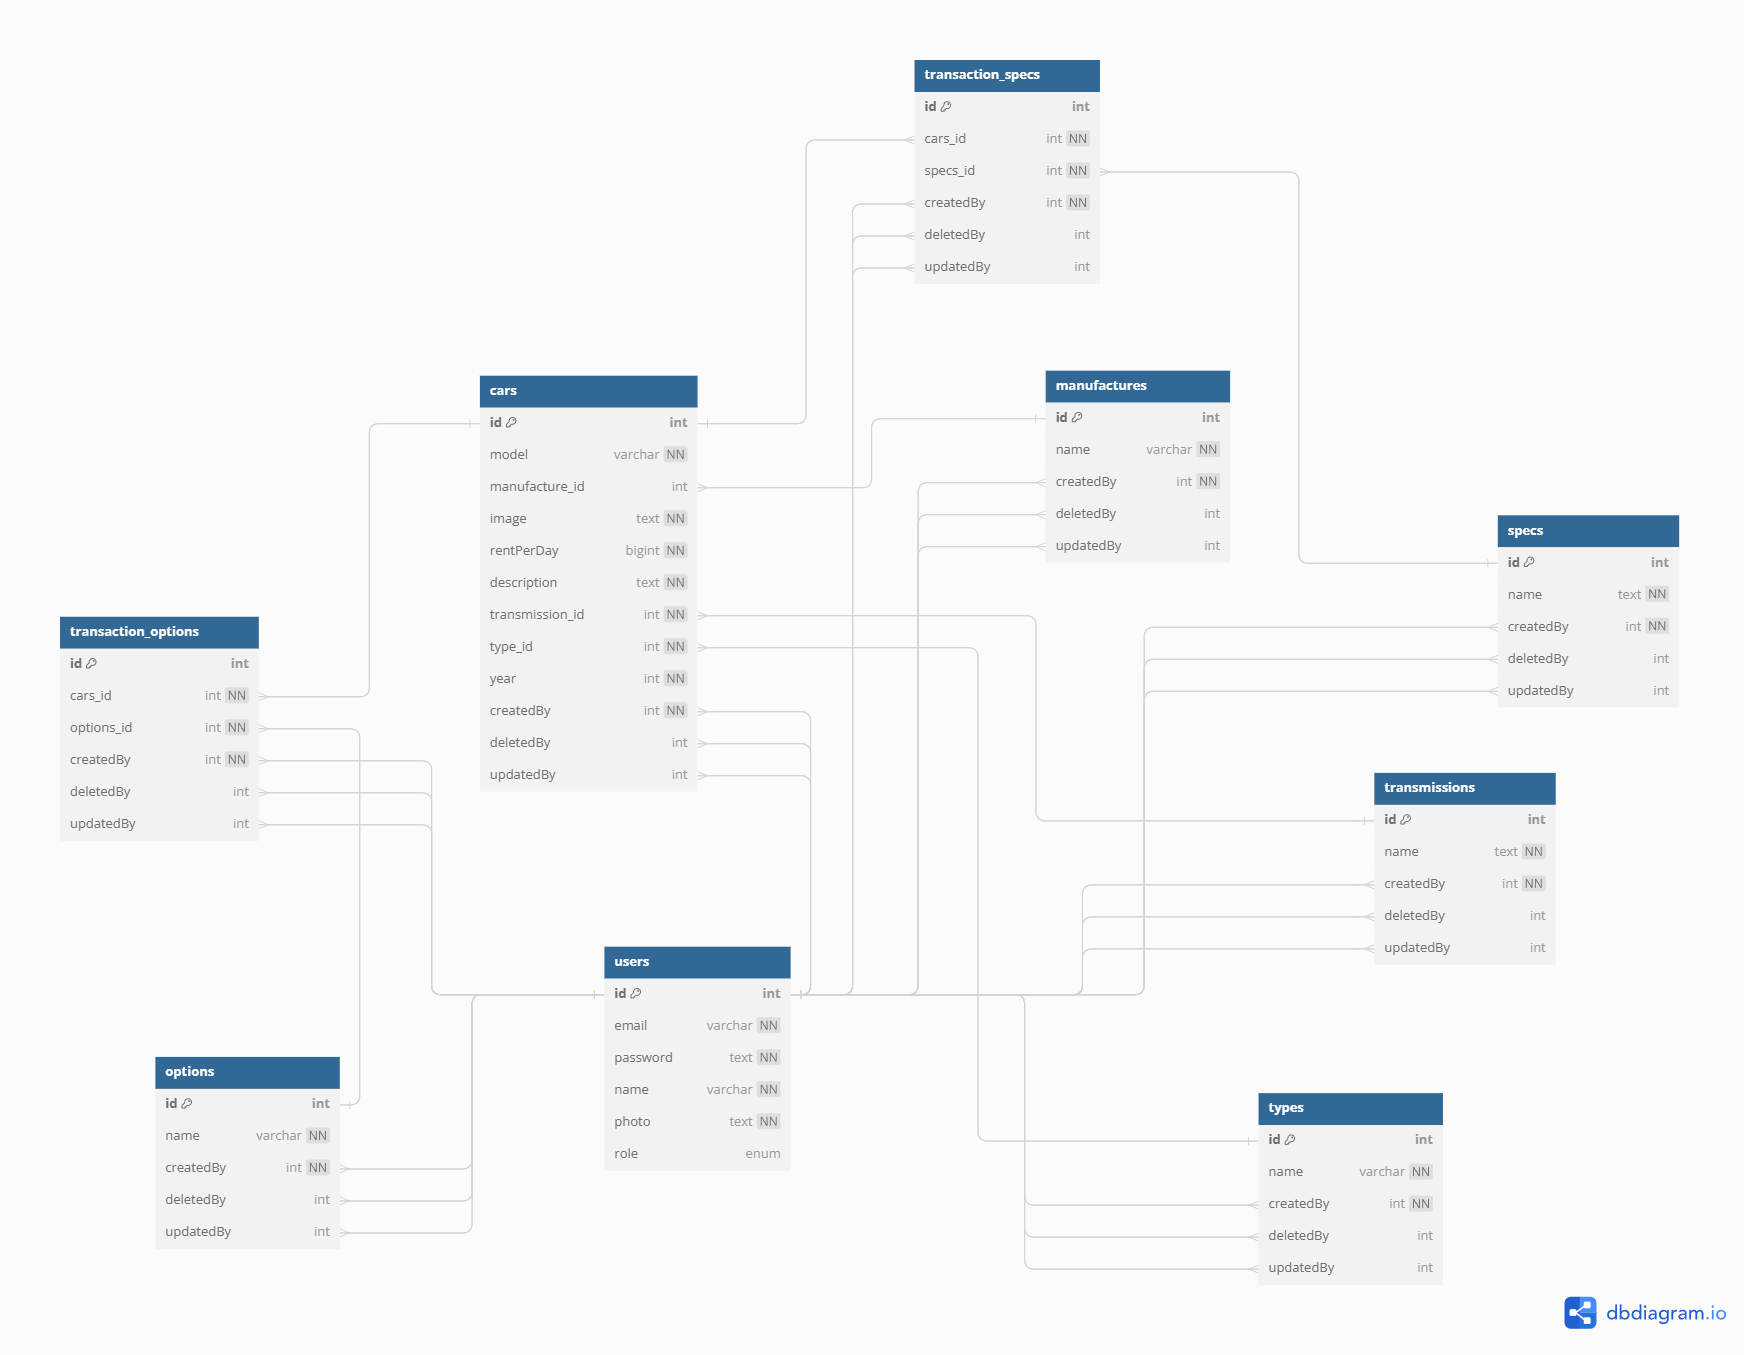 transaction_specs
id int
cars_id int NN
specs_id int NN
createdBy int NN
deletedBy int
updatedBy int
cars
id int
model varchar NN
manufacture_id int
image text NN
rentPerDay bigint NN
description text NN
transmission_id int NN
type_id int NN
year int NN
createdBy int NN
deletedBy int
updatedBy int
manufactures
id int
name varchar NN
createdBy int NN
deletedBy int
updatedBy int
specs
id int
name text NN
createdBy int NN
deletedBy int
updatedBy int
transaction_options
id int
cars_id int NN
options_id int NN
createdBy int NN
deletedBy int
updatedBy int
transmissions
id int
name text NN
createdBy int NN
deletedBy int
updatedBy int
users
id int
email varchar NN
password text NN
name varchar NN
photo text NN
role enum
options
id int
name varchar NN
createdBy int NN
deletedBy int
updatedBy int
types
id int
name varchar NN
createdBy int NN
deletedBy int
updatedBy int
dbdiagram.io